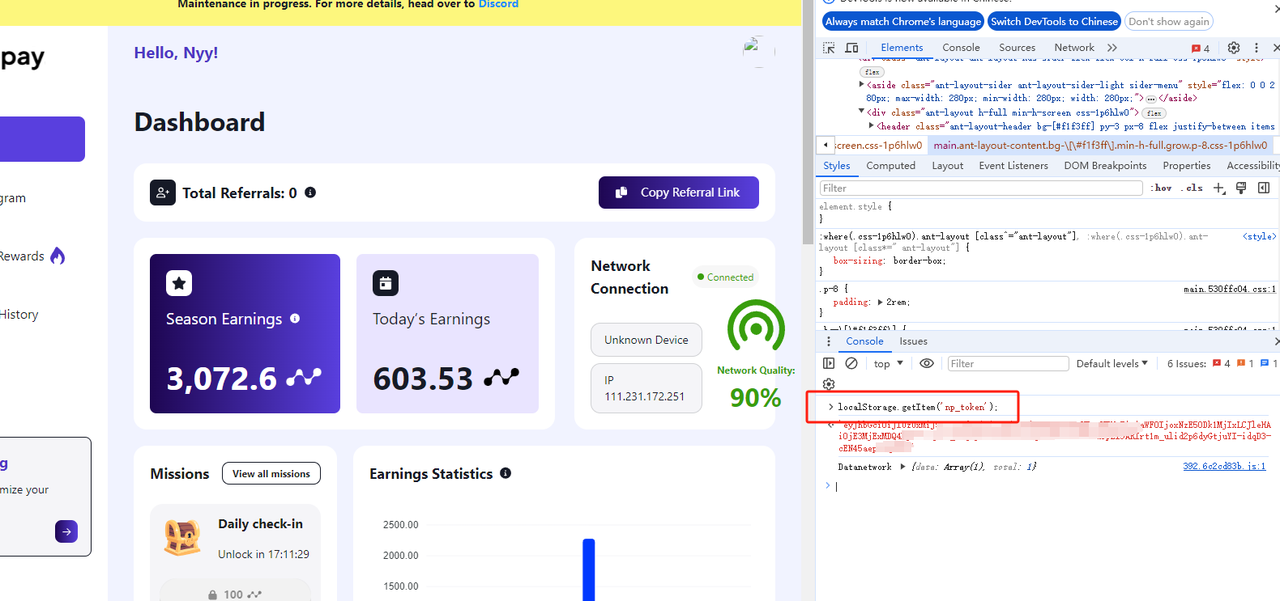 Maintenance in progress. For more details, head over to Discord
pay
Hello, Nyy!
Dashboard
Total Referrals: 0
Copy Referral Link
gram
Rewards
History
Season Earnings
3,072.6
Today's Earnings
603.53
Network
Connection
Connected
Unknown Device
IP
111.231.172.251
Network Quality:
90%
g
mize your
Missions
View all missions
Daily check-in
Unlock in 17:11:29
100
Earnings Statistics
2500.00
2000.00
1500.00
Always match Chrome's language
Switch DevTools to Chinese
Don't show again
Elements
Console
Sources
Network
4
flex
<aside class="ant-layout-sider ant-layout-sider-light sider-menu" style="flex: 0 0 2
80px; max-width: 280px; min-width: 280px; width: 280px;"> </aside>
<div class="ant-layout h-full min-h-screen css-1p6hlw0"> flex
<header class="ant-layout-header bg-[#f1f3ff] py-3 px-8 flex justify-between items
screen.css-1p6hlw0
main.ant-layout-content.bg-\[\#f1f3ff\].min-h-full.grow.p-8.css-1p6hlw0
Styles
Computed
Layout
Event Listeners
DOM Breakpoints
Properties
Accessibility
Filter
:hov .cls
element.style {
}
:where(.css-1p6hlw0).ant-layout [class^="ant-layout"], :where(.css-1p6hlw0).ant-
<style>
layout [class*=" ant-layout"] {
box-sizing: border-box;
}
.p-8 {
main.530ffc04.css:1
padding: 2rem;
}
Console
Issues
top
Filter
Default levels
6 Issues: 4 1 1
> localStorage.getItem('np_token');
Datanetwork {data: Array(1), total: 1}
392.6c2cd83b.js:1
>